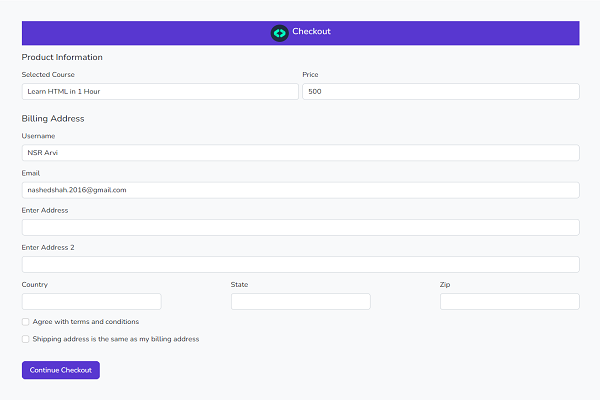 Checkout
Product Information
Selected Course Price
Learn HTML in 1 Hour 500
Billing Address
Username
NSR Arvi
Email
nashedshah.2016@gmail.com
Enter Address
Enter Address 2
Country State Zip
Agree with terms and conditions
Shipping address is the same as my billing address
Continue Checkout